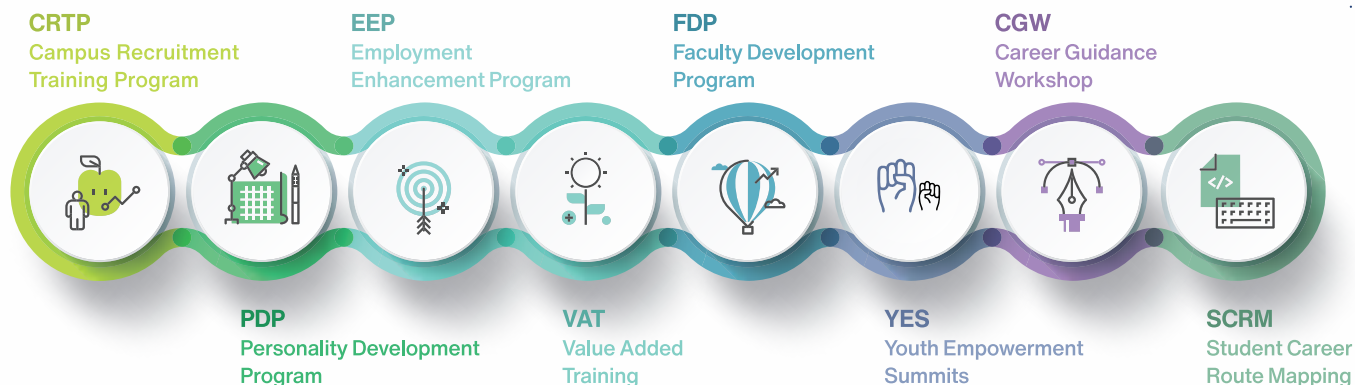 CRTP
Campus Recruitment
Training Program
EEP
Employment
Enhancement Program
FDP
Faculty Development
Program
CGW
Career Guidance
Workshop
</>
PDP
Personality Development
Program
VAT
Value Added
Training
YES
Youth Empowerment
Summits
SCRM
Student Career
Route Mapping